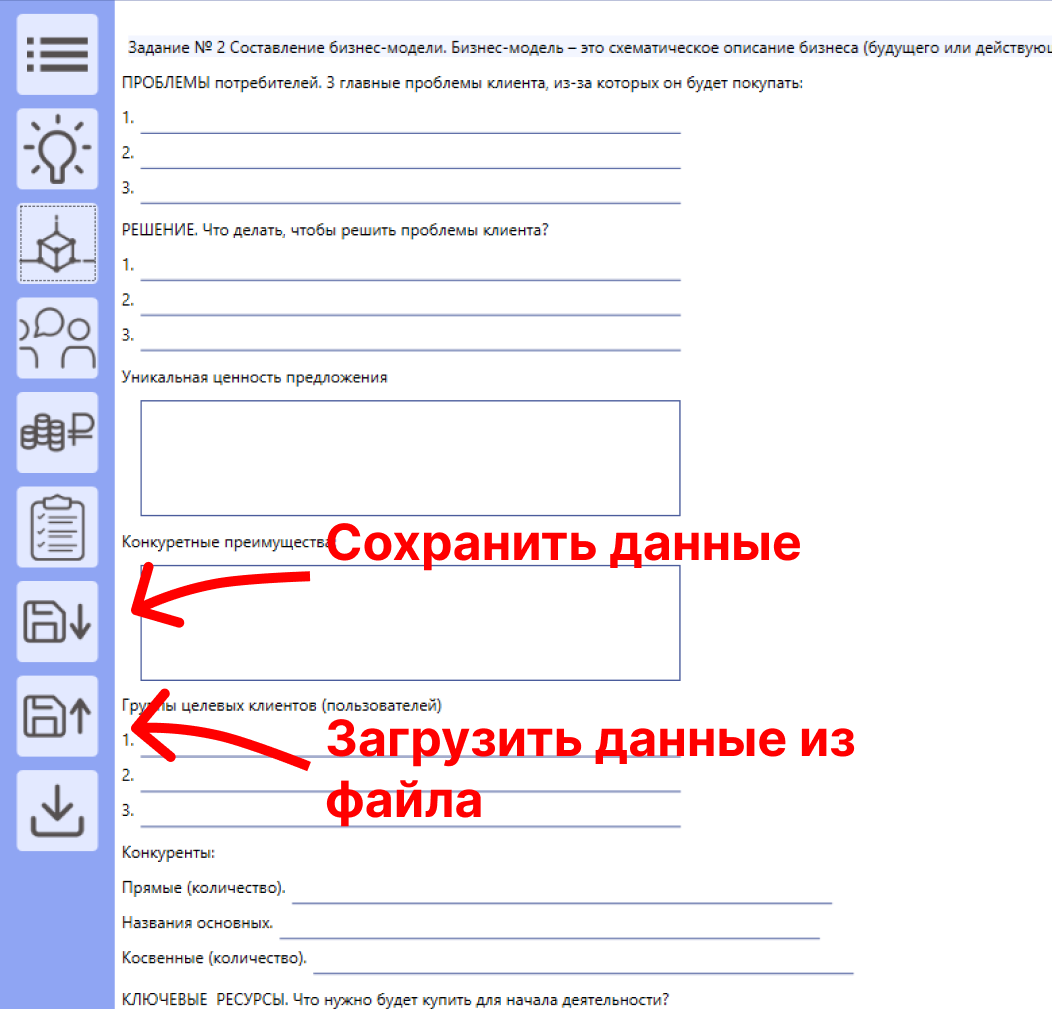 Задание № 2 Составление бизнес-модели. Бизнес-модель – это схематическое описание бизнеса (будущего или действующ
ПРОБЛЕМЫ потребителей. 3 главные проблемы клиента, из-за которых он будет покупать:
1.
2.
3.
РЕШЕНИЕ. Что делать, чтобы решить проблемы клиента?
1.
2.
3.
Уникальная ценность предложения
Конкуретные преимущества
Сохранить данные
Группы целевых клиентов (пользователей)
1.
Загрузить данные из
2.
файла
3.
Конкуренты:
Прямые (количество).
Названия основных.
Косвенные (количество).
КЛЮЧЕВЫЕ РЕСУРСЫ. Что нужно будет купить для начала деятельности?